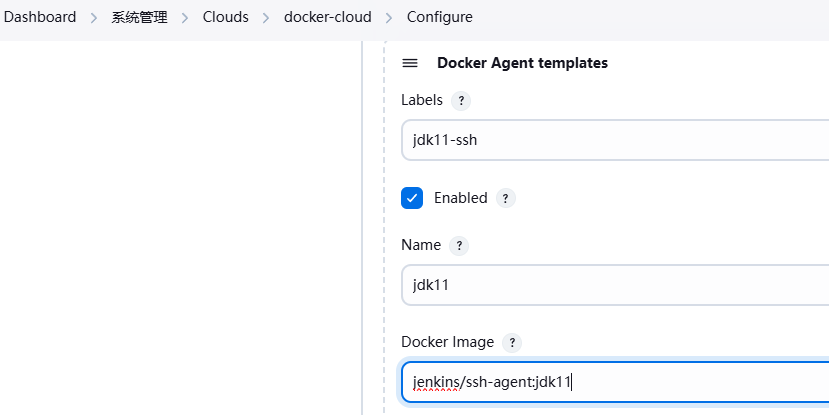 Dashboard > 系统管理 > Clouds > docker-cloud > Configure
Docker Agent templates
Labels ?
jdk11-ssh
Enabled ?
Name ?
jdk11
Docker Image ?
jenkins/ssh-agent:jdk11